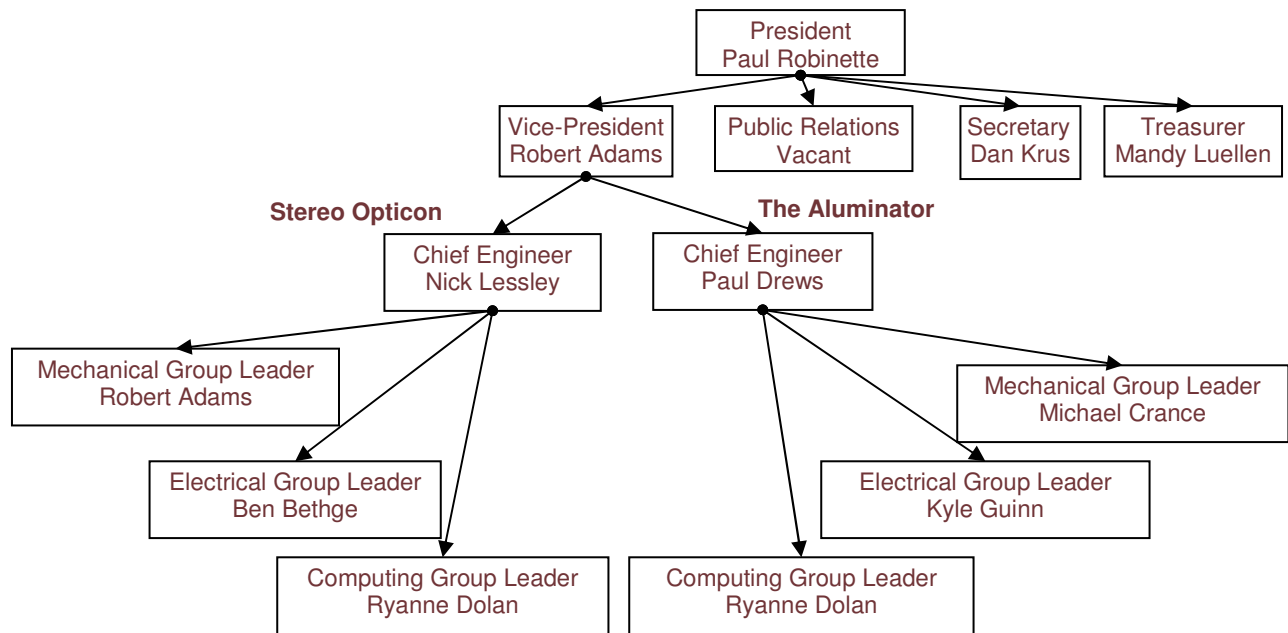 President
Paul Robinette
Vice-President
Robert Adams
Public Relations
Vacant
Secretary
Dan Krus
Treasurer
Mandy Luellen
Stereo Opticon
The Aluminator
Chief Engineer
Nick Lessley
Chief Engineer
Paul Drews
Mechanical Group Leader
Robert Adams
Mechanical Group Leader
Michael Crance
Electrical Group Leader
Ben Bethge
Electrical Group Leader
Kyle Guinn
Computing Group Leader
Ryanne Dolan
Computing Group Leader
Ryanne Dolan